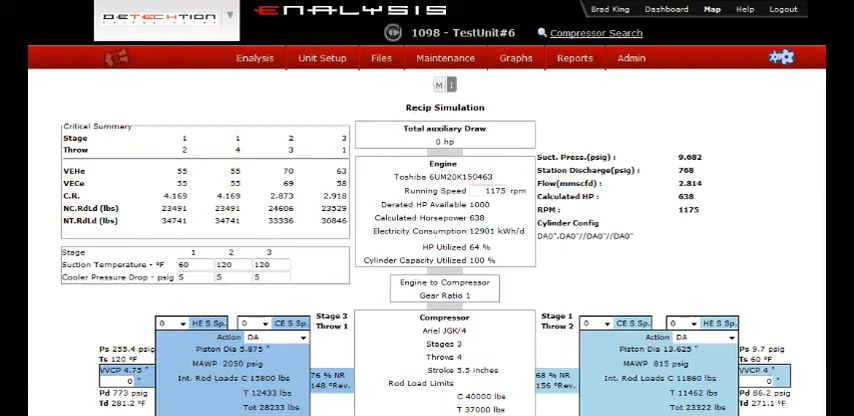 DETECHTION
ENALYSIS
Brad King Dashboard Map Help Logout
1098 - TestUnit#6
Compressor Search
Enalysis Unit Setup Files Maintenance Graphs Reports Admin
M I
Recip Simulation
Critical Summary
Stage 1 1 2 3
Throw 2 4 3 1
VEHe 55 55 70 63
VECe 55 55 69 58
C.R. 4.169 4.169 2.873 2.918
NC.RdLd (lbs) 23491 23491 24606 23529
NT.RdLd (lbs) 34741 34741 33336 30846
Stage 1 2 3
Suction Temperature - °F 60 120 120
Cooler Pressure Drop - psig 5 5 5
Total auxiliary Draw
0 hp
Engine
Toshiba 6UM20K150463
Running Speed 1175 rpm
Derated HP Available 1000
Calculated Horsepower 638
Electricity Consumption 12901 kWh/d
HP Utilized 64 %
Cylinder Capacity Utilized 100 %
Engine to Compressor
Gear Ratio 1
Suct. Press.(psig) : 9.682
Station Discharge(psig) : 768
Flow(mmscfd) : 2.814
Calculated HP : 638
RPM : 1175
Cylinder Config
DA0",DA0"//DA0"//DA0"
0 HE S Sp. 0 CE S Sp.
Stage 3
Throw 1
Action DA
Piston Dia 5.875 "
MAWP 2050 psig
Int. Rod Loads C 15800 lbs
T 12433 lbs
Tot 28233 lbs
Ps 255.4 psig
Ts 120 °F
VVCP 4.75 "
0 "
Pd 773 psig
Td 281.2 °F
76 % NR
148 °Rev.
Compressor
Ariel JGK/4
Stages 3
Throws 4
Stroke 5.5 inches
Rod Load Limits
C 40000 lbs
T 37000 lbs
Stage 1
Throw 2
0 CE S Sp. 0 HE S Sp.
Action DA
Piston Dia 13.625 "
MAWP 815 psig
Int. Rod Loads C 11860 lbs
T 11462 lbs
Tot 23322 lbs
68 % NR
156 °Rev.
Ps 9.7 psig
Ts 60 °F
VVCP 4 "
0 "
Pd 86.2 psig
Td 271.1 °F